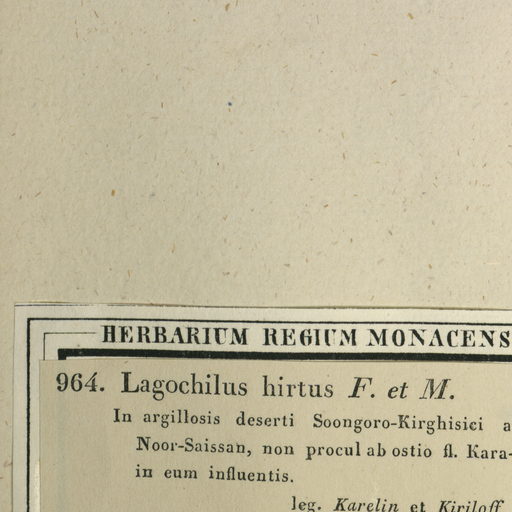 HERBARIUM REGIUM MONACENS
964. Lagochilus hirtus F. et M.
In argillosis deserti Soongoro-Kirghisici a
Noor-Saissan, non procul ab ostio fl. Kara-
in eum influentis.
leg. Karelin et Kiriloff